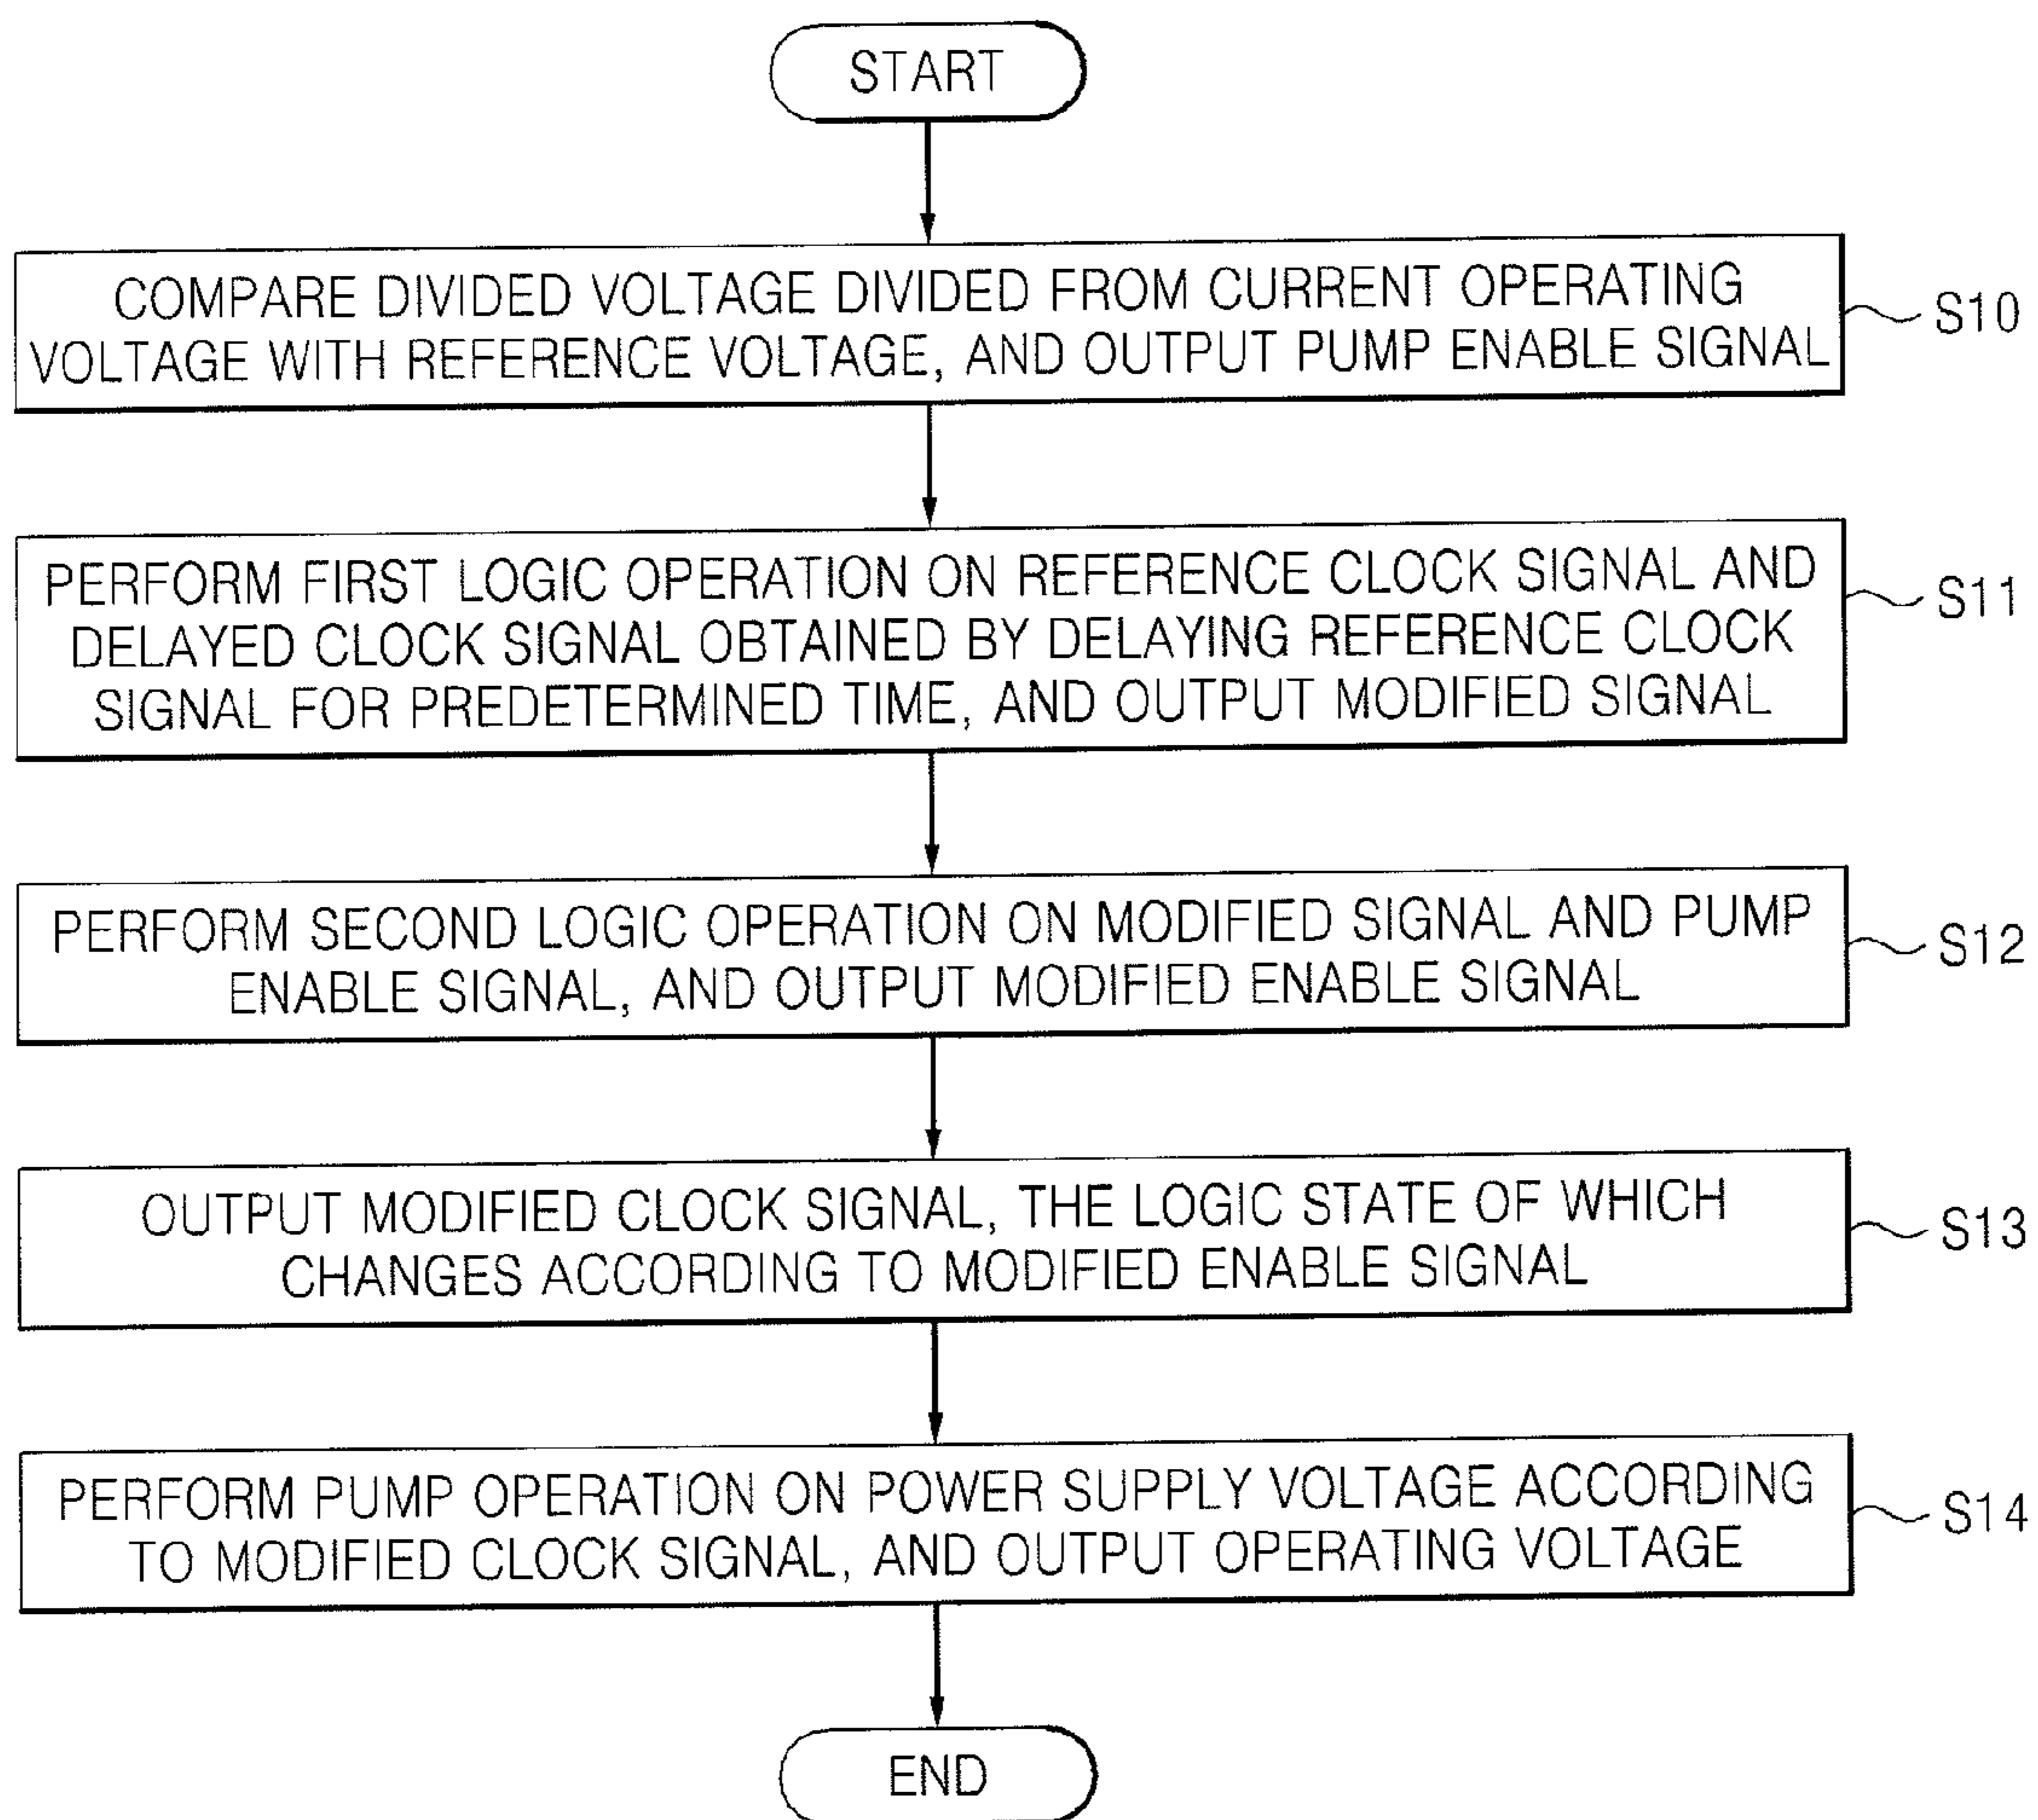 START
COMPARE DIVIDED VOLTAGE DIVIDED FROM CURRENT OPERATING
VOLTAGE WITH REFERENCE VOLTAGE, AND OUTPUT PUMP ENABLE SIGNAL
S10
PERFORM FIRST LOGIC OPERATION ON REFERENCE CLOCK SIGNAL AND
DELAYED CLOCK SIGNAL OBTAINED BY DELAYING REFERENCE CLOCK
SIGNAL FOR PREDETERMINED TIME, AND OUTPUT MODIFIED SIGNAL
S11
PERFORM SECOND LOGIC OPERATION ON MODIFIED SIGNAL AND PUMP
ENABLE SIGNAL, AND OUTPUT MODIFIED ENABLE SIGNAL
S12
OUTPUT MODIFIED CLOCK SIGNAL, THE LOGIC STATE OF WHICH
CHANGES ACCORDING TO MODIFIED ENABLE SIGNAL
S13
PERFORM PUMP OPERATION ON POWER SUPPLY VOLTAGE ACCORDING
TO MODIFIED CLOCK SIGNAL, AND OUTPUT OPERATING VOLTAGE
S14
END